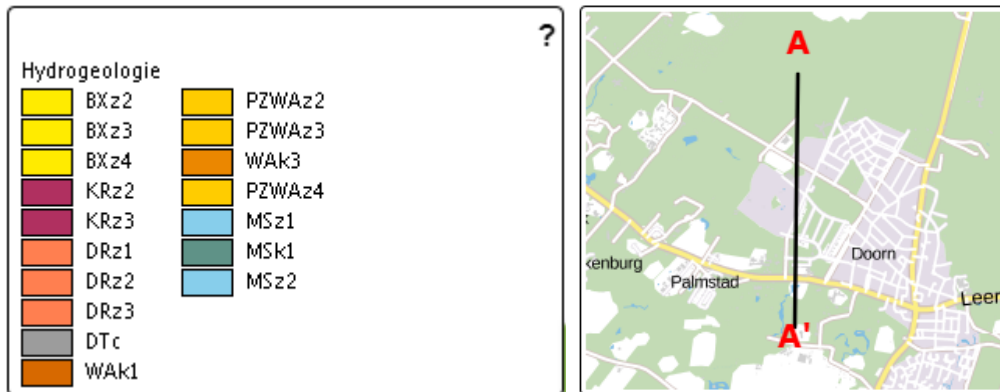 ?
Hydrogeologie
BXz2
BXz3
BXz4
KRz2
KRz3
DRz1
DRz2
DRz3
DTc
WAk1
PZWAz2
PZWAz3
WAk3
PZWAz4
MSz1
MSk1
MSz2
A
Doorn
kenburg
Palmstad
Leer
A'